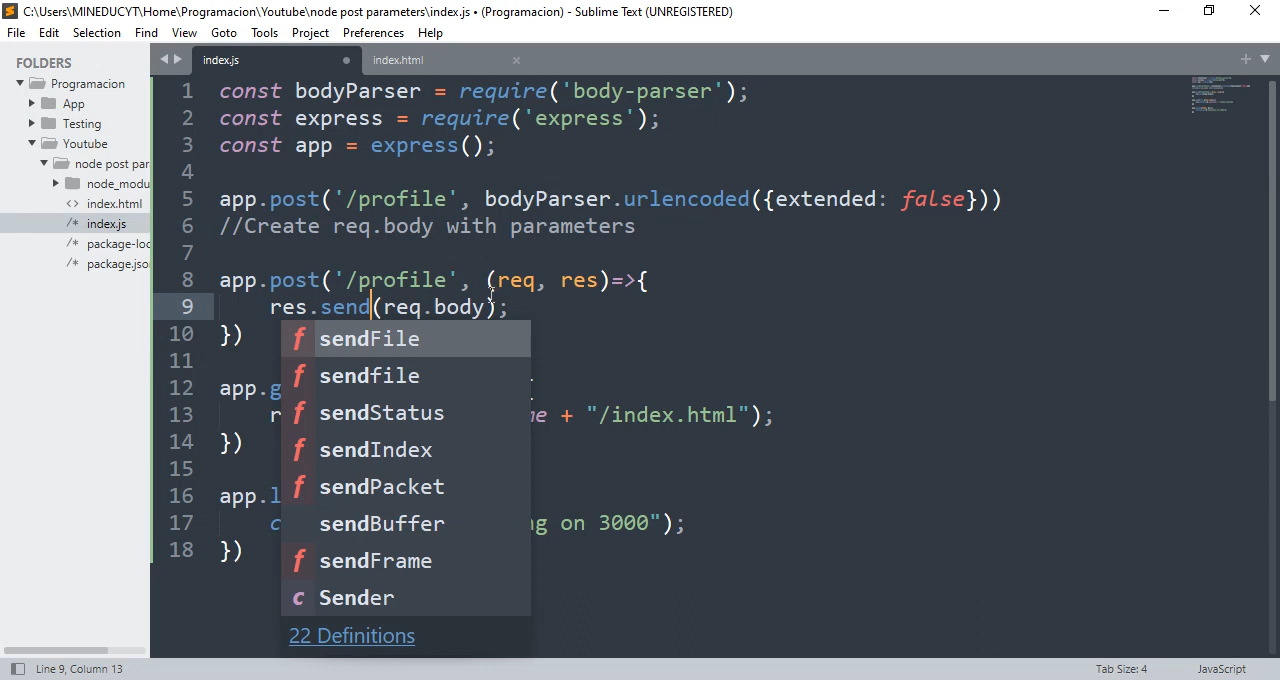 C:\Users\MINEDUCYT\Home\Programacion\Youtube\node post parameters\index.js • (Programacion) - Sublime Text (UNREGISTERED)
File Edit Selection Find View Goto Tools Project Preferences Help
FOLDERS
Programacion
App
Testing
Youtube
node post par
node_modu
index.html
/* index.js
/* package-loc
/* package.jso
index.js
index.html
1 const bodyParser = require('body-parser');
2 const express = require('express');
3 const app = express();
4
5 app.post('/profile', bodyParser.urlencoded({extended: false}))
6 //Create req.body with parameters
7
8 app.post('/profile', (req, res)=>{
9 res.send(req.body);
10 })
11
12 app.g
13 r e + "/index.html");
14 })
15
16 app.l
17 c g on 3000");
18 })
f sendFile
f sendfile
f sendStatus
f sendIndex
f sendPacket
sendBuffer
f sendFrame
c Sender
22 Definitions
Line 9, Column 13
Tab Size: 4
JavaScript